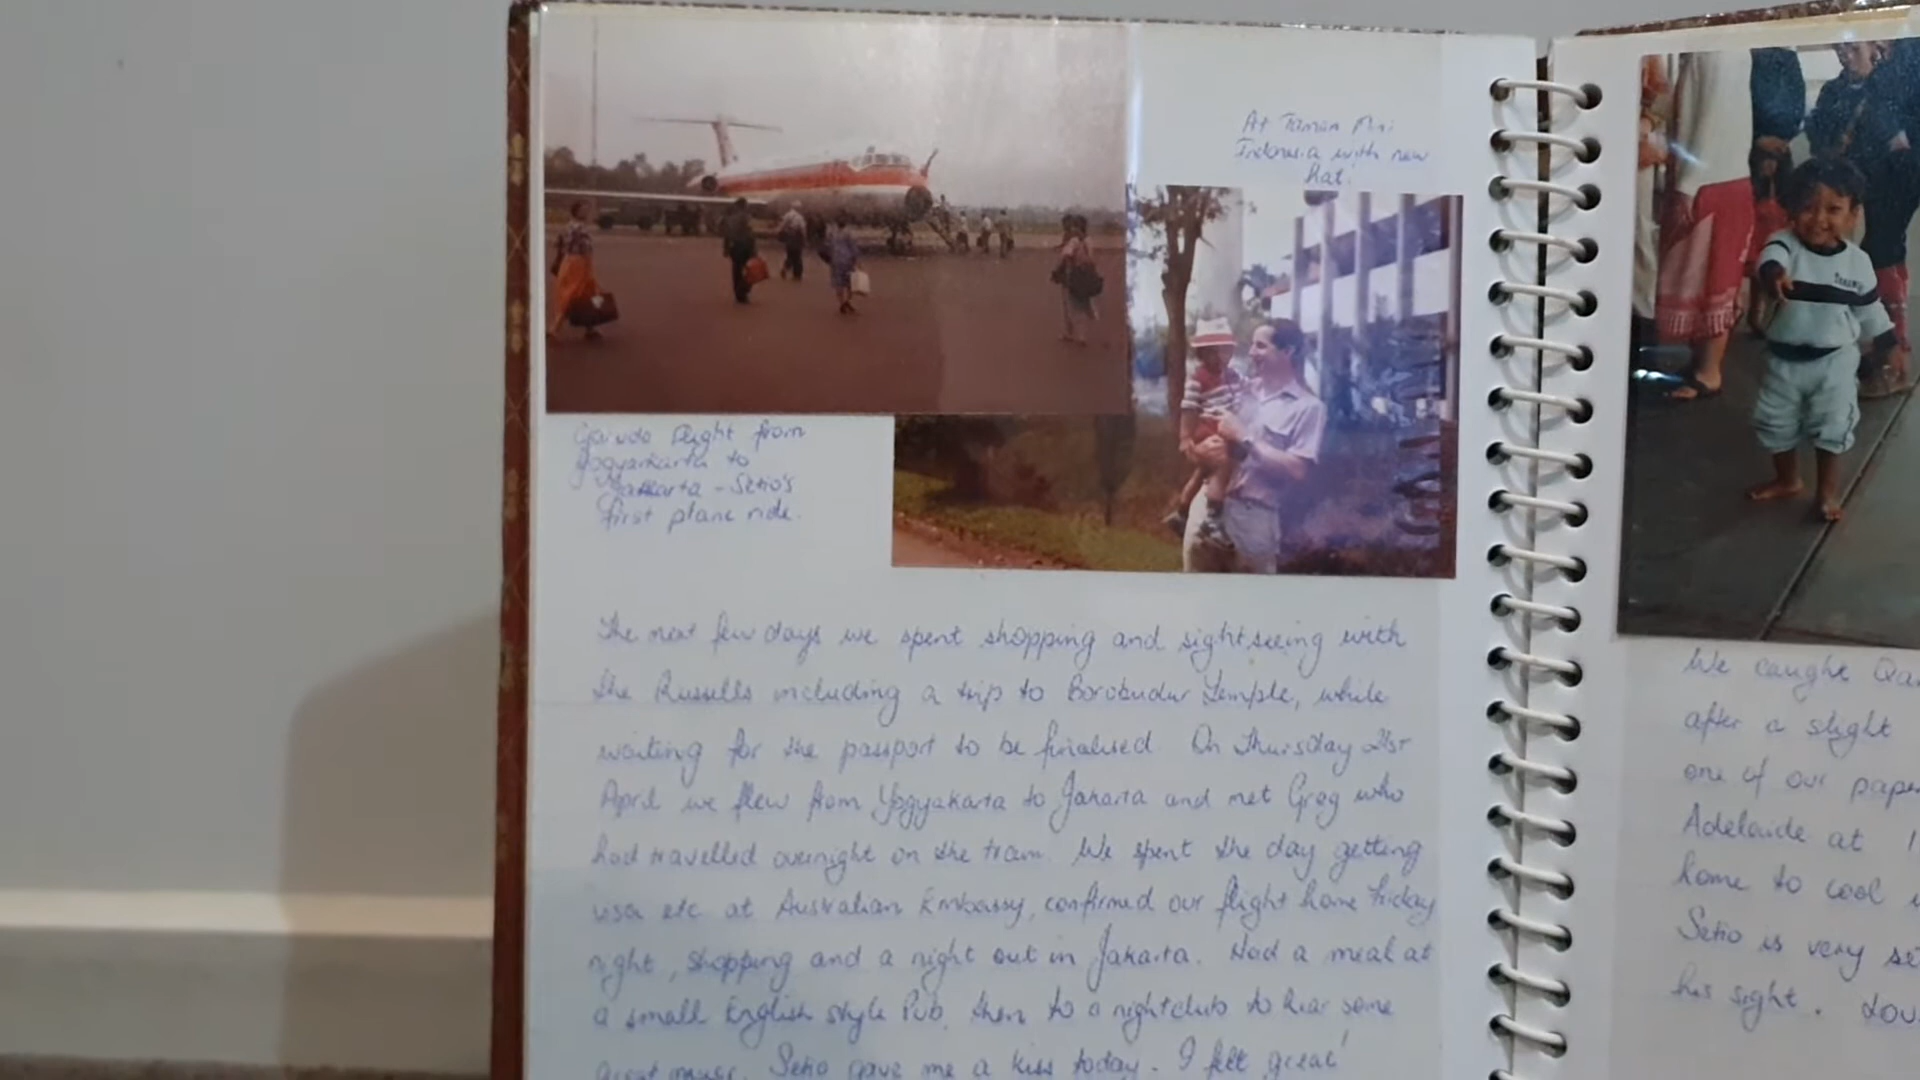 At Taman Mini
Indonesia with new
hat!
Garuda flight from
Yogyakarta to
Jakarta - Setio's
first plane ride.
The next few days we spent shopping and sightseeing with
the Russells including a trip to Borobudur Temple, while
waiting for the passport to be finalised. On Thursday 21st
April we flew from Yogyakarta to Jakarta and met Greg who
had travelled overnight on the train. We spent the day getting
visa etc at Australian Embassy, confirmed our flight home Friday
night, shopping and a night out in Jakarta. Had a meal at
a small English style Pub, then to a nightclub to hear some
great music. Setio gave me a kiss today - I felt great!
We caught
after a slight
one of our
Adelaide at
home to cool
Setio is very
his sight.